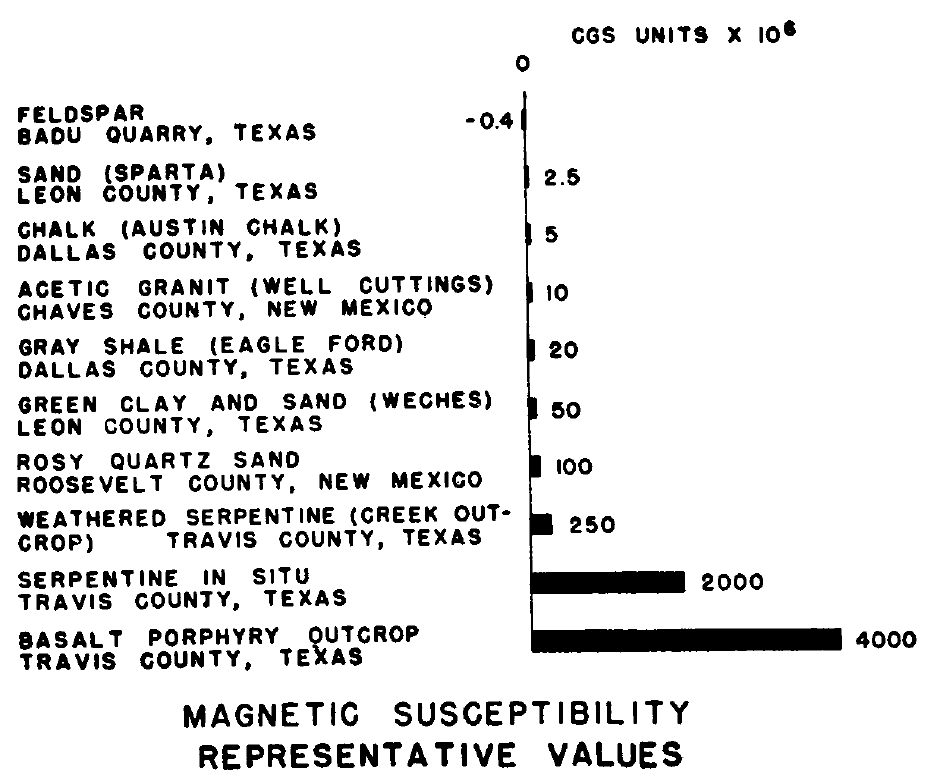 CGS UNITS X 10⁶
0
FELDSPAR
BADU QUARRY, TEXAS
-0.4
SAND (SPARTA)
LEON COUNTY, TEXAS
2.5
CHALK (AUSTIN CHALK)
DALLAS COUNTY, TEXAS
5
ACETIC GRANIT (WELL CUTTINGS)
CHAVES COUNTY, NEW MEXICO
10
GRAY SHALE (EAGLE FORD)
DALLAS COUNTY, TEXAS
20
GREEN CLAY AND SAND (WECHES)
LEON COUNTY, TEXAS
50
ROSY QUARTZ SAND
ROOSEVELT COUNTY, NEW MEXICO
100
WEATHERED SERPENTINE (CREEK OUT-
CROP) TRAVIS COUNTY, TEXAS
250
SERPENTINE IN SITU
TRAVIS COUNTY, TEXAS
2000
BASALT PORPHYRY OUTCROP
TRAVIS COUNTY, TEXAS
4000
MAGNETIC SUSCEPTIBILITY
REPRESENTATIVE VALUES